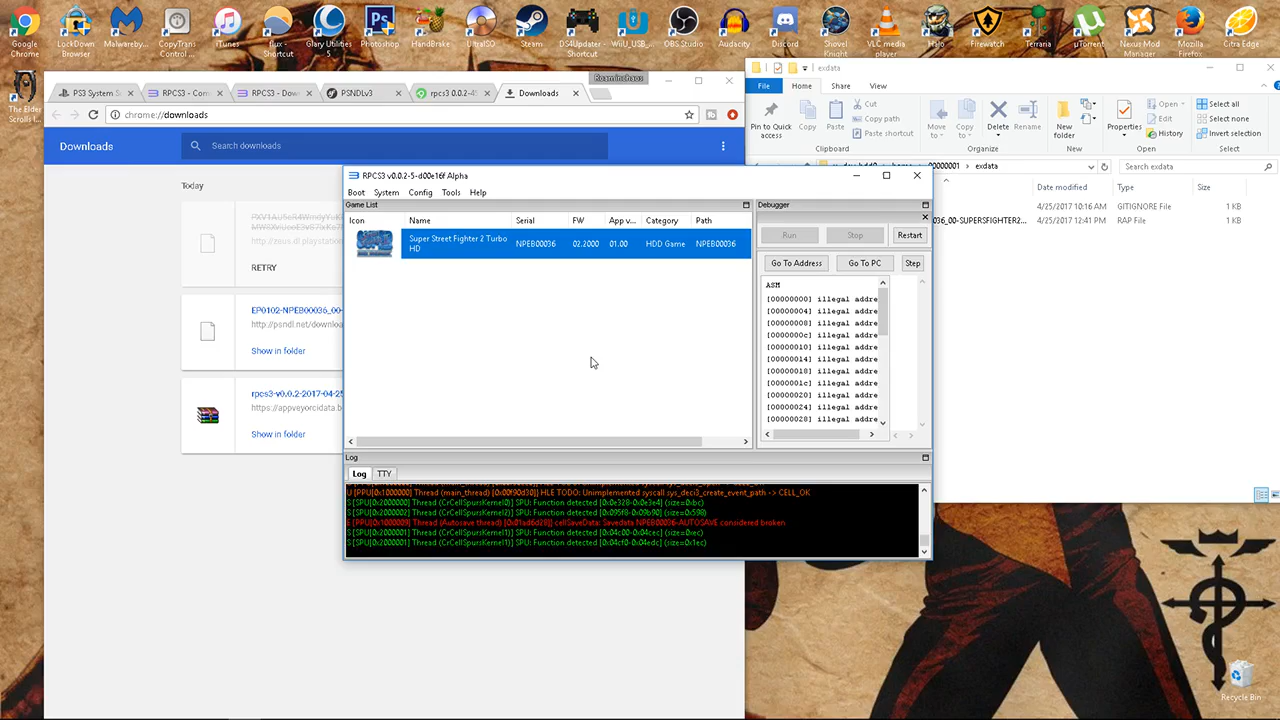 Google Chrome
LockDown Browser
Malwareby...
CopyTrans Control ...
iTunes
flux - Shortcut
Glary Utilities 5
Photoshop
HandBrake
UltraISO
Steam
DS4Updater - Shortcut
WiiU_USB_...
OBS Studio
Audacity
Discord
Shovel Knight
VLC media player
Halo
Firewatch
Terraria
uTorrent
Nexus Mod Manager
Mozilla Firefox
Citra Edge
The Elder Scrolls I...
Recycle Bin
PS3 System
RPCS3 - Com
RPCS3 - Dow
PSNDLv3
rpcs3 0.0.2-45
Downloads
chrome://downloads
Downloads
Search downloads
Today
http://zeus.dl.playstation
RETRY
EP0102-NPEB00036_00-
http://psndl.net/downloa
Show in folder
rpcs3-v0.0.2-2017-04-25
https://appveyorcidata.b
Show in folder
exdata
File Home Share View
Pin to Quick access
Copy
Paste
Cut
Copy path
Paste shortcut
Clipboard
Move to
Copy to
Delete
Rename
Organize
New folder
New
Properties
Open
Edit
History
Open
Select all
Select none
Invert selection
Select
00000001 > exdata
Search exdata
Date modified Type Size
4/25/2017 10:16 AM GITIGNORE File 1 KB
36_00-SUPERSFIGHTER2... 4/25/2017 12:41 PM RAP File 1 KB
RPCS3 v0.0.2-5-d00e16f Alpha
Boot System Config Tools Help
Game List
Icon Name Serial FW App v... Category Path
Super Street Fighter 2 Turbo HD NPEB00036 02.2000 01.00 HDD Game NPEB00036
Debugger
Run Stop Restart
Go To Address Go To PC Step
ASM
[00000000] illegal addre
[00000004] illegal addre
[00000008] illegal addre
[0000000c] illegal addre
[00000010] illegal addre
[00000014] illegal addre
[00000018] illegal addre
[0000001c] illegal addre
[00000020] illegal addre
[00000024] illegal addre
[00000028] illegal addre
Log
Log TTY
U [PPU[0x1000000] Thread (main_thread) [0x00f90d30]] HLE TODO: Unimplemented syscall sys_deci3_create_event_path -> CELL_OK
S [SPU[0x2000000] Thread (CrCellSpursKernel0)] SPU: Function detected [0x0e328-0x0e3e4] (size=0xbc)
S [SPU[0x2000002] Thread (CrCellSpursKernel2)] SPU: Function detected [0x095f8-0x09b90] (size=0x598)
E [PPU[0x1000009] Thread (Autosave thread) [0x01ad6d28]] cellSaveData: Savedata NPEB00036-AUTOSAVE considered broken
S [SPU[0x2000001] Thread (CrCellSpursKernel1)] SPU: Function detected [0x04c00-0x04cec] (size=0xec)
S [SPU[0x2000001] Thread (CrCellSpursKernel1)] SPU: Function detected [0x04cf0-0x04edc] (size=0x1ec)